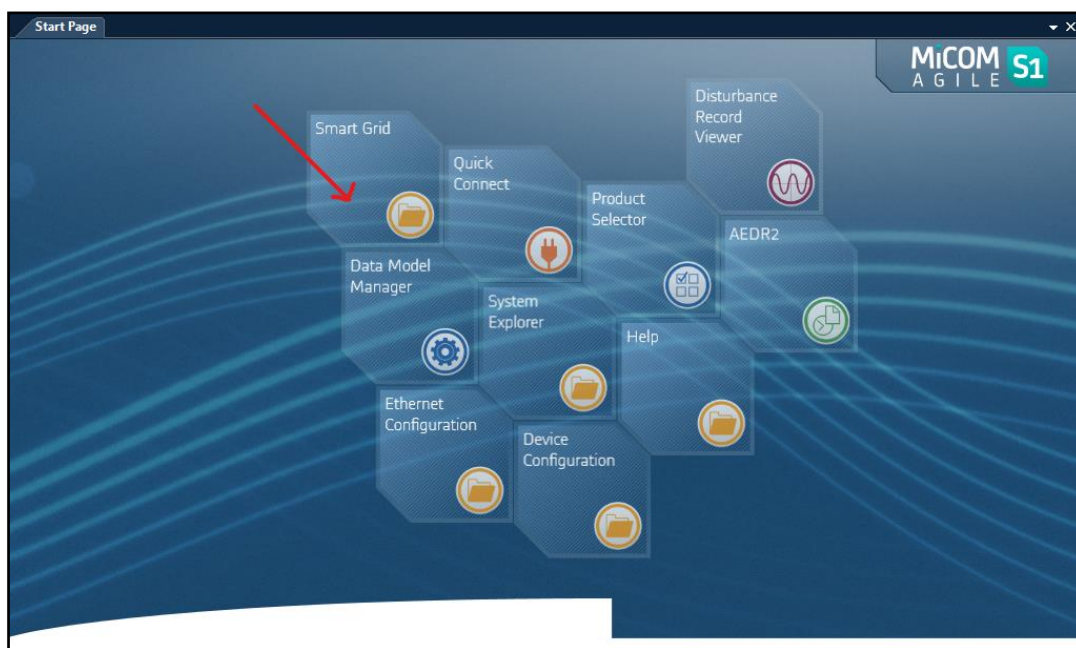 Start Page
MiCOM
AGILE
S1
Smart Grid
Quick
Connect
Disturbance
Record
Viewer
Product
Selector
AEDR2
Data Model
Manager
System
Explorer
Help
Ethernet
Configuration
Device
Configuration